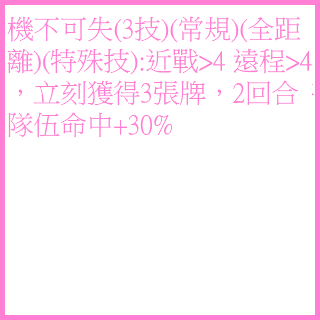 機不可失(3技)(常規)(全距
離)(特殊技):近戰>4 遠程>4
，立刻獲得3張牌，2回合
隊伍命中+30%